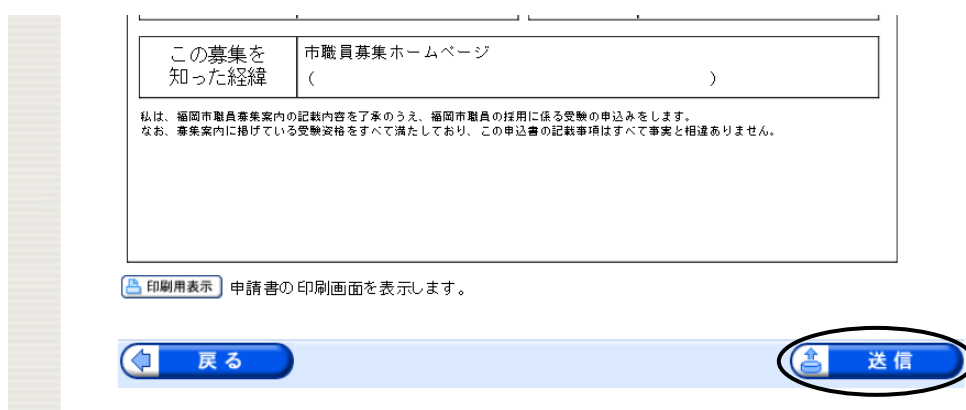 この募集を
知った経緯
市職員募集ホームページ
(                    )
私は、福岡市職員募集案内の記載内容を了承のうえ、福岡市職員の採用に係る受験の申込みをします。
なお、募集案内に掲げている受験資格をすべて満たしており、この申込書の記載事項はすべて事実と相違ありません。
印刷用表示 申請書の印刷画面を表示します。
戻る 送信